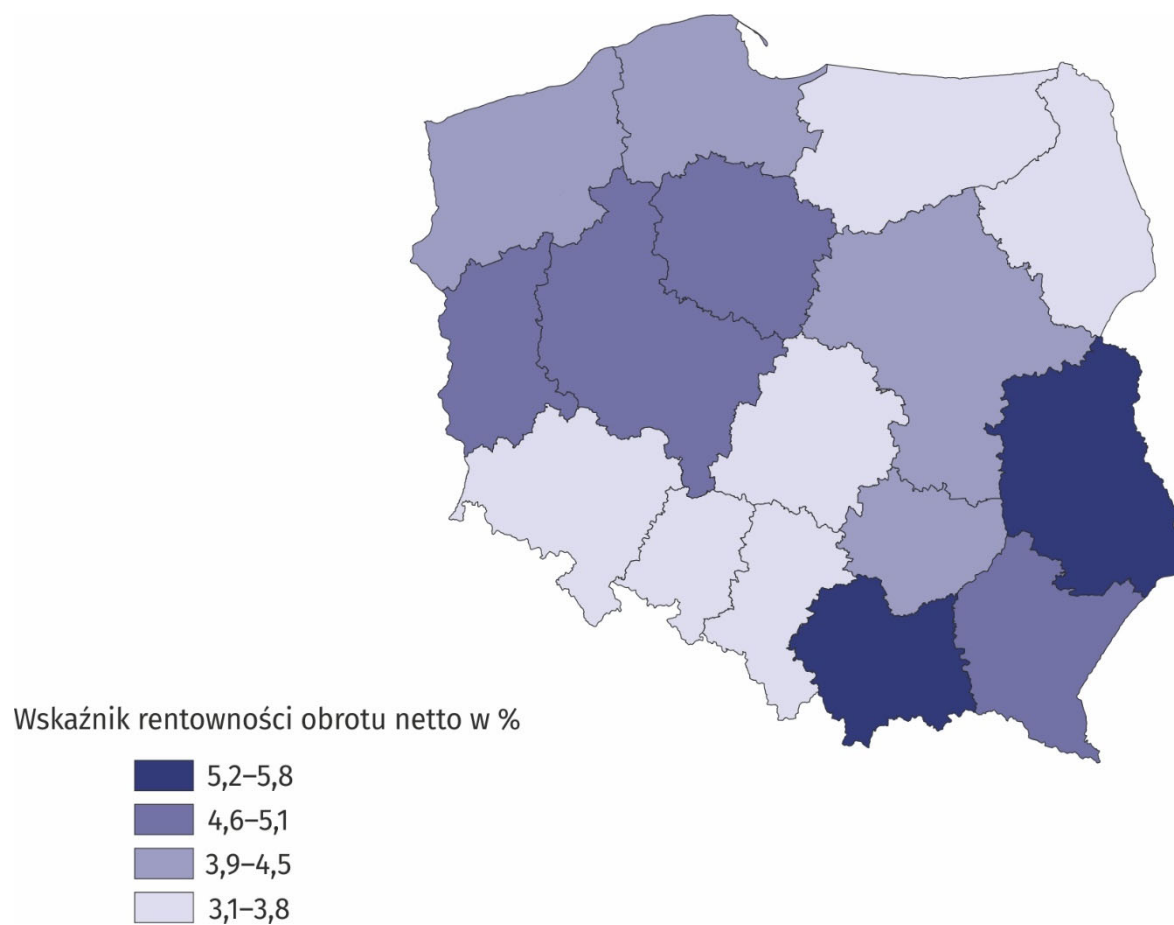 Wskaźnik rentowności obrotu netto w %
5,2–5,8
4,6–5,1
3,9–4,5
3,1–3,8